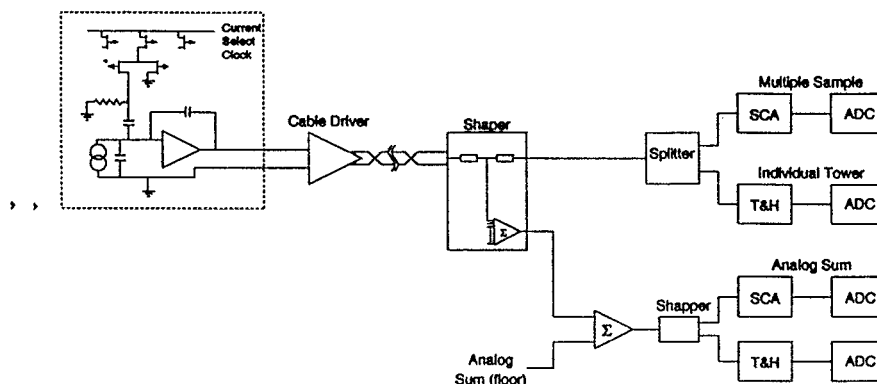 Current
Select
Clock
Cable Driver
Shaper
Σ
Splitter
Multiple Sample
SCA
ADC
Individual Tower
T&H
ADC
Analog Sum
Shapper
SCA
ADC
Σ
T&H
ADC
Analog
Sum (floor)